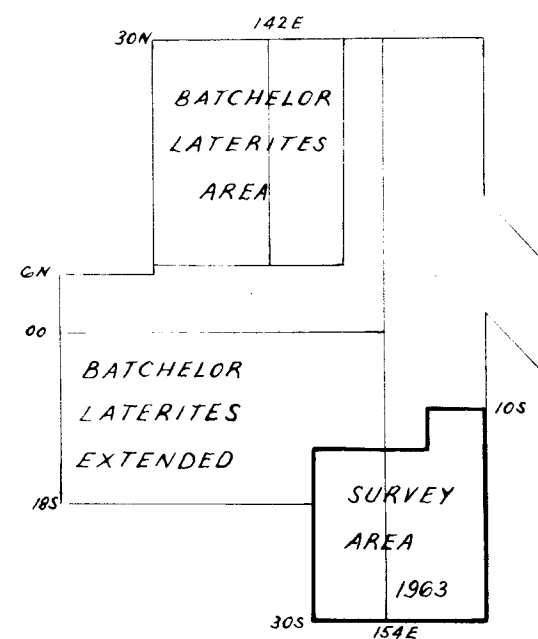 142E
30N
BATCHELOR
LATERITES
AREA
6N
00
BATCHELOR
LATERITES
EXTENDED
10S
18S
SURVEY
AREA
1963
30S
154E